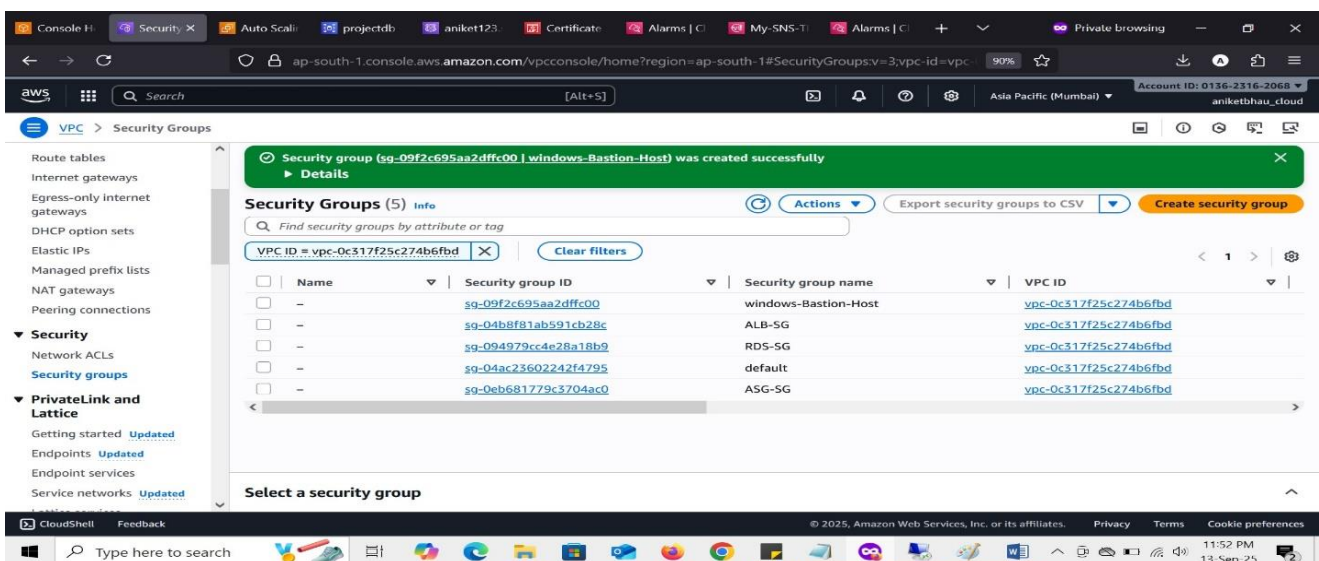 Console H
Security
Auto Scali
projectdb
aniket123.
Certificate
Alarms | Cl
My-SNS-T
Alarms | Cl
Private browsing
ap-south-1.console.aws.amazon.com/vpcconsole/home?region=ap-south-1#SecurityGroups:v=3;vpc-id=vpc-
90%
aws
Search
[Alt+S]
Asia Pacific (Mumbai)
Account ID: 0136-2316-2068
aniketbhau_cloud
VPC > Security Groups
Route tables
Internet gateways
Egress-only internet
gateways
DHCP option sets
Elastic IPs
Managed prefix lists
NAT gateways
Peering connections
Security
Network ACLs
Security groups
PrivateLink and
Lattice
Getting started Updated
Endpoints Updated
Endpoint services
Service networks Updated
Security group (sg-09f2c695aa2dffc00 | windows-Bastion-Host) was created successfully
Details
Security Groups (5) Info
Actions
Export security groups to CSV
Create security group
Find security groups by attribute or tag
VPC ID = vpc-0c317f25c274b6fbd
Clear filters
1
Name Security group ID Security group name VPC ID
– sg-09f2c695aa2dffc00 windows-Bastion-Host vpc-0c317f25c274b6fbd
– sg-04b8f81ab591cb28c ALB-SG vpc-0c317f25c274b6fbd
– sg-094979cc4e28a18b9 RDS-SG vpc-0c317f25c274b6fbd
– sg-04ac23602242f4795 default vpc-0c317f25c274b6fbd
– sg-0eb681779c3704ac0 ASG-SG vpc-0c317f25c274b6fbd
Select a security group
CloudShell Feedback
© 2025, Amazon Web Services, Inc. or its affiliates. Privacy Terms Cookie preferences
Type here to search
11:52 PM
13-Sep-25